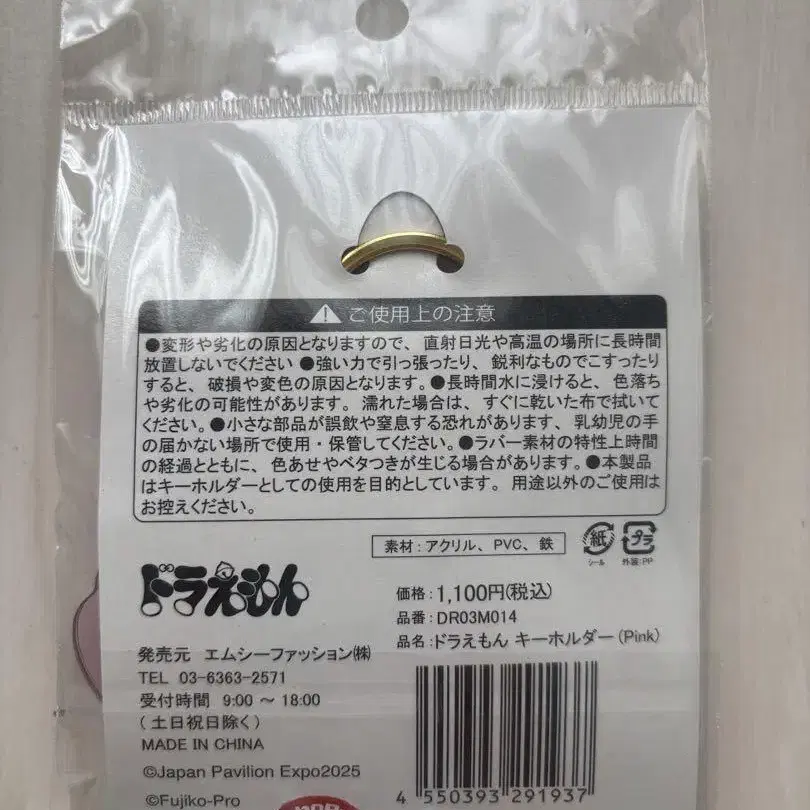 ご使用上の注意
●変形や劣化の原因となりますので、直射日光や高温の場所に長時間
放置しないでください ●強い力で引っ張ったり、鋭利なものでこすったり
すると、破損や変色の原因となります。●長時間水に浸けると、色落ち
や劣化の可能性があります。濡れた場合は、すぐに乾いた布で拭いて
ください。●小さな部品が誤飲や窒息する恐れがあります、乳幼児の手
の届かない場所で使用・保管してください。●ラバー素材の特性上時間
の経過とともに、色あせやベタつきが生じる場合があります。●本製品
はキーホルダーとしての使用を目的としています。用途以外のご使用は
お控えください。
素材:アクリル、PVC、鉄
紙
シール
プラ
外装:PP
ドラえもん
価格:1,100円(税込)
品番:DR03M014
品名:ドラえもん キーホルダー(Pink)
発売元 エムシーファッション㈱
TEL 03-6363-2571
受付時間 9:00 ～ 18:00
(土日祝日除く)
MADE IN CHINA
©Japan Pavilion Expo2025
©Fujiko-Pro
4 550393 291937